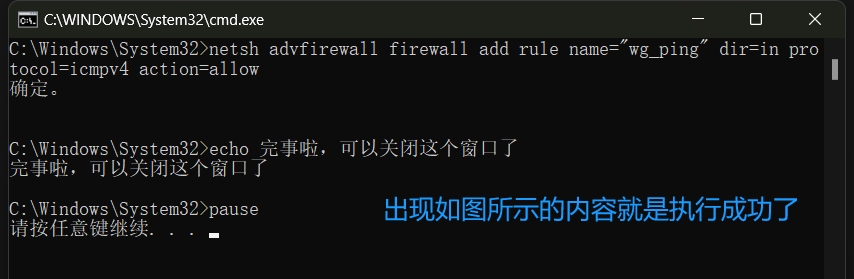 C:\WINDOWS\System32\cmd.exe
C:\Windows\System32>netsh advfirewall firewall add rule name="wg_ping" dir=in pro
tocol=icmpv4 action=allow
确定。
C:\Windows\System32>echo 完事啦，可以关闭这个窗口了
完事啦，可以关闭这个窗口了
C:\Windows\System32>pause
请按任意键继续. . .
出现如图所示的内容就是执行成功了